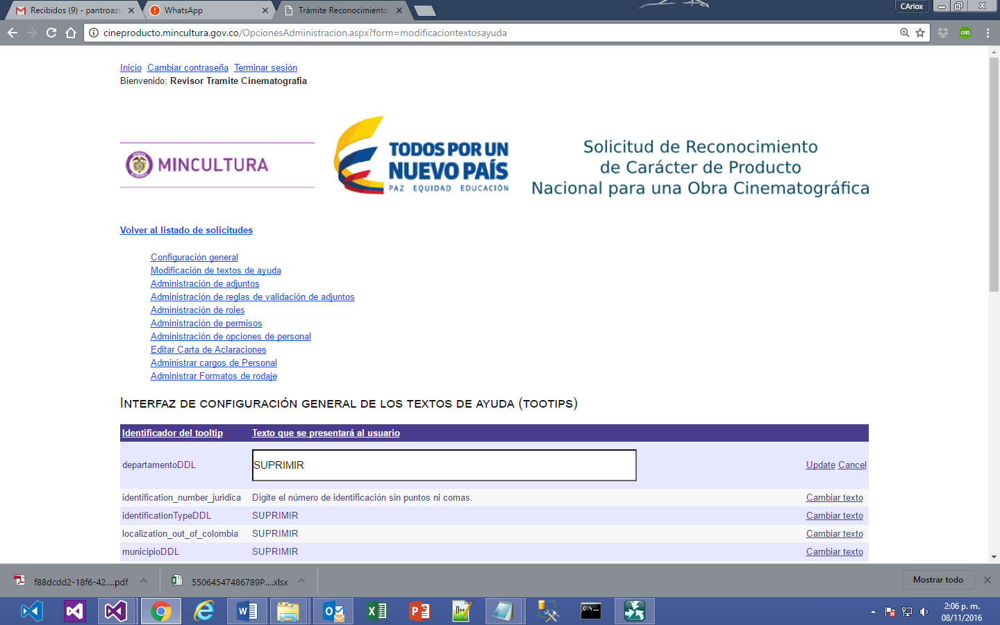 Recibidos (9) - pantroazu
WhatsApp
Trámite Reconocimiento
CArlox
cineproducto.mincultura.gov.co/OpcionesAdministracion.aspx?form=modificaciontextosayuda
CORS
Inicio Cambiar contraseña Terminar sesión
Bienvenido: Revisor Tramite Cinematografia
MINCULTURA
TODOS POR UN
NUEVO PAÍS
PAZ EQUIDAD EDUCACIÓN
Solicitud de Reconocimiento
de Carácter de Producto
Nacional para una Obra Cinematográfica
Volver al listado de solicitudes
Configuración general
Modificación de textos de ayuda
Administración de adjuntos
Administración de reglas de validación de adjuntos
Administración de roles
Administración de permisos
Administración de opciones de personal
Editar Carta de Aclaraciones
Administrar cargos de Personal
Administrar Formatos de rodaje
Interfaz de configuración general de los textos de ayuda (tootips)
Identificador del tooltip Texto que se presentará al usuario
departamentoDDL SUPRIMIR Update Cancel
identification_number_juridica Digite el número de identificación sin puntos ni comas. Cambiar texto
identificationTypeDDL SUPRIMIR Cambiar texto
localization_out_of_colombia SUPRIMIR Cambiar texto
municipioDDL SUPRIMIR Cambiar texto
f88dcdd2-18f6-42....pdf
55064547486789P....xlsx
Mostrar todo
2:06 p. m.
08/11/2016